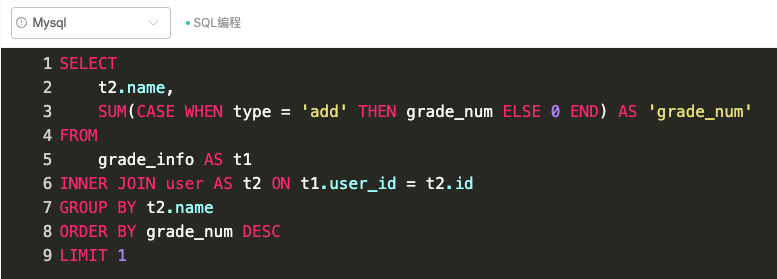 Mysql
SQL编程
1 SELECT
2     t2.name,
3     SUM(CASE WHEN type = 'add' THEN grade_num ELSE 0 END) AS 'grade_num'
4 FROM
5     grade_info AS t1
6 INNER JOIN user AS t2 ON t1.user_id = t2.id
7 GROUP BY t2.name
8 ORDER BY grade_num DESC
9 LIMIT 1